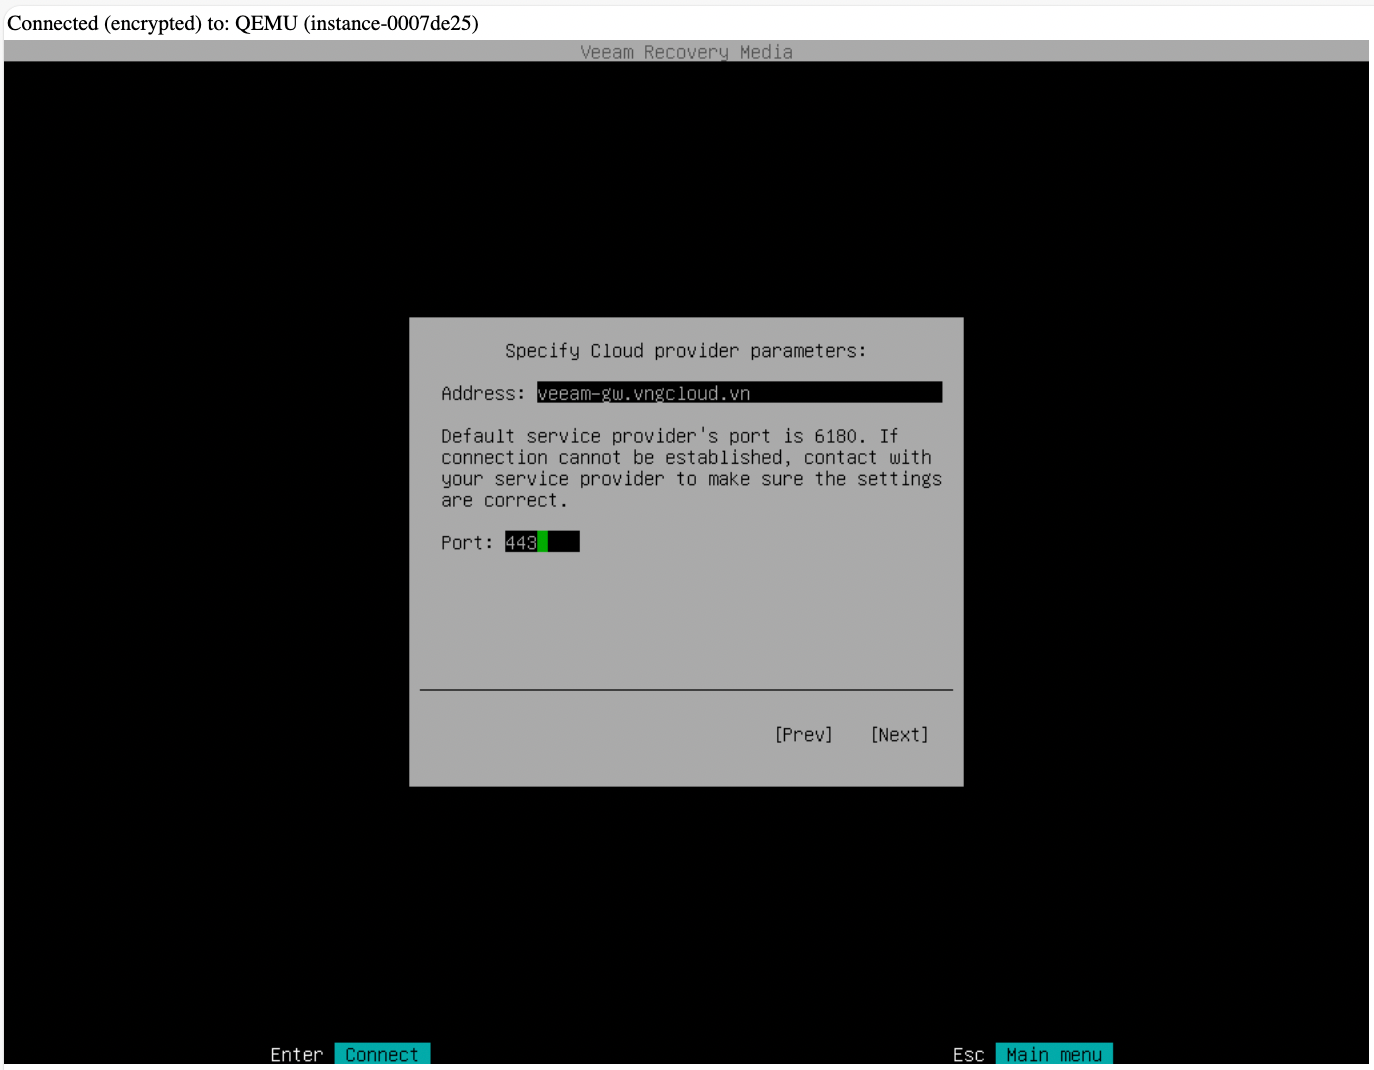 Connected (encrypted) to: QEMU (instance-0007de25)
Veeam Recovery Media
Specify Cloud provider parameters:
Address: veeam-gw.vngcloud.vn
Default service provider's port is 6180. If
connection cannot be established, contact with
your service provider to make sure the settings
are correct.
Port: 443
[Prev] [Next]
Enter Connect Esc Main menu